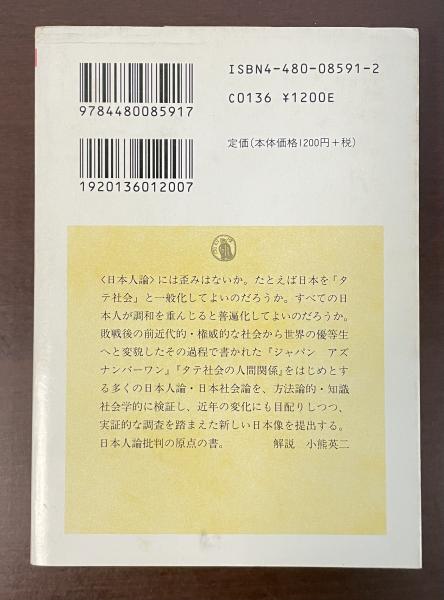 ISBN4-480-08591-2
C0136 ¥1200E
9784480085917
定価(本体価格1200円+税)
1920136012007
〈日本人論〉には歪みはないか。たとえば日本を「タ
テ社会」と一般化してよいのだろうか。すべての日
本人が調和を重んじると普遍化してよいのだろうか。
敗戦後の前近代的・権威的な社会から世界の優等生
へと変貌したその過程で書かれた『ジャパン アズ
ナンバーワン』『タテ社会の人間関係』をはじめとす
る多くの日本人論・日本社会論を、方法論的・知識
社会学的に検証し、近年の変化にも目配りしつつ、
実証的な調査を踏まえた新しい日本像を提出する。
日本人論批判の原点の書。 解説 小熊英二